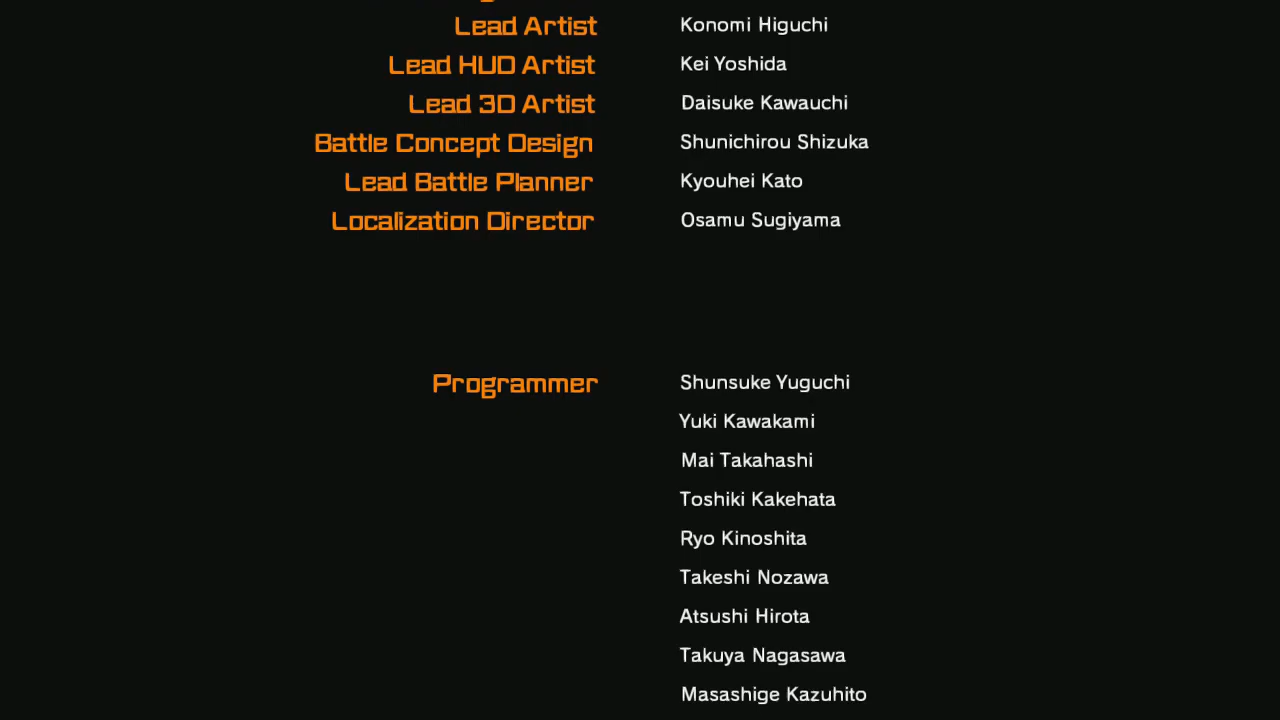 Lead Artist Konomi Higuchi
Lead HUD Artist Kei Yoshida
Lead 3D Artist Daisuke Kawauchi
Battle Concept Design Shunichirou Shizuka
Lead Battle Planner Kyouhei Kato
Localization Director Osamu Sugiyama
Programmer Shunsuke Yuguchi
Yuki Kawakami
Mai Takahashi
Toshiki Kakehata
Ryo Kinoshita
Takeshi Nozawa
Atsushi Hirota
Takuya Nagasawa
Masashige Kazuhito